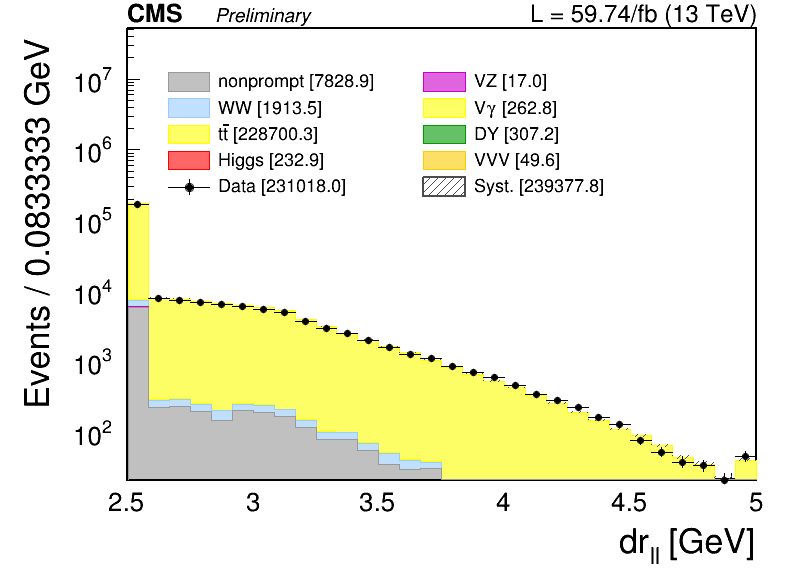 CMS Preliminary L = 59.74/fb (13 TeV)
Events / 0.0833333 GeV
10⁷
10⁶
10⁵
10⁴
10³
10²
nonprompt [7828.9] VZ [17.0]
WW [1913.5] Vγ [262.8]
tt̄ [228700.3] DY [307.2]
Higgs [232.9] VVV [49.6]
Data [231018.0] Syst. [239377.8]
2.5 3 3.5 4 4.5 5
dr_ll [GeV]